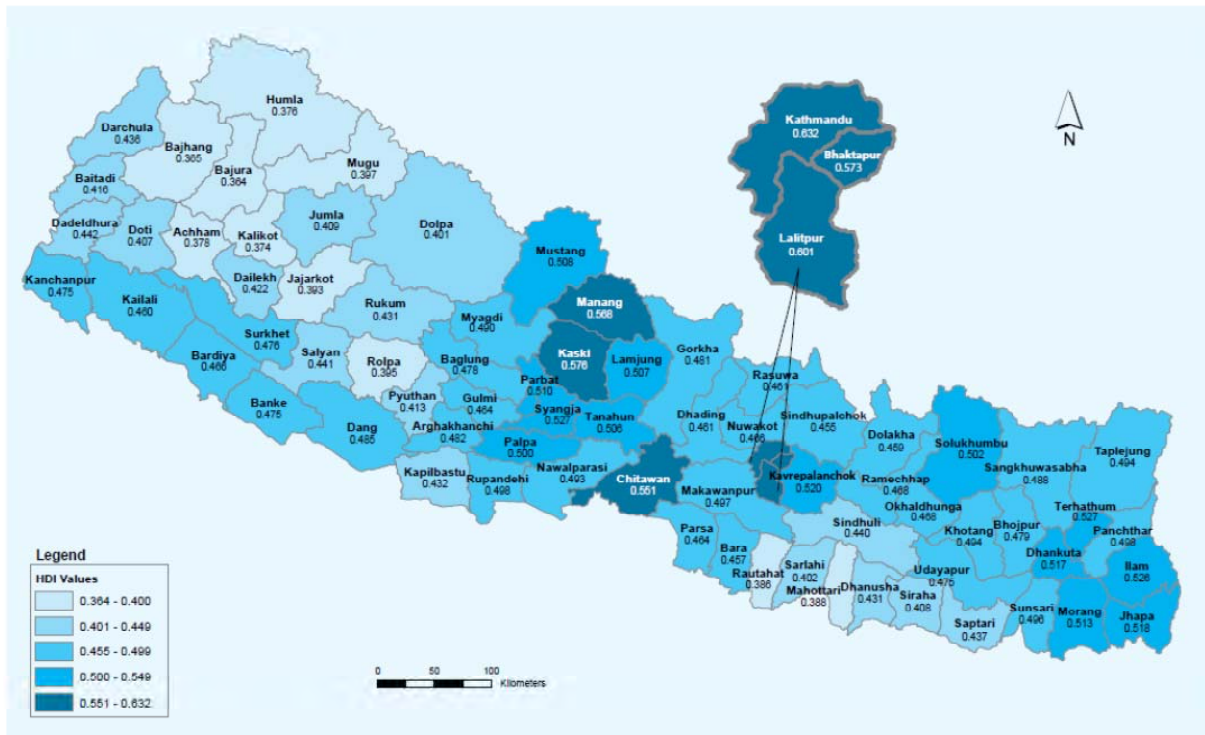 Humla
0.376
Darchula
0.436
Bajhang
0.365
Bajura
0.364
Mugu
0.397
Baitadi
0.416
Dadeldhura
0.442
Doti
0.407
Achham
0.378
Kalikot
0.374
Jumla
0.409
Dolpa
0.401
Kanchanpur
0.475
Kailali
0.460
Dailekh
0.422
Jajarkot
0.393
Rukum
0.431
Mustang
0.508
Manang
0.568
Kathmandu
0.632
Bhaktapur
0.573
Lalitpur
0.601
N
Surkhet
0.476
Bardiya
0.466
Salyan
0.441
Rolpa
0.395
Myagdi
0.490
Baglung
0.478
Kaski
0.576
Lamjung
0.507
Gorkha
0.481
Rasuwa
0.461
Banke
0.475
Dang
0.485
Pyuthan
0.413
Gulmi
0.464
Parbat
0.510
Syangja
0.527
Tanahun
0.506
Dhading
0.461
Nuwakot
0.466
Sindhupalchok
0.455
Arghakhanchi
0.482
Palpa
0.500
Kapilbastu
0.432
Rupandehi
0.498
Nawalparasi
0.493
Chitawan
0.551
Makawanpur
0.497
Kavrepalanchok
0.520
Dolakha
0.459
Solukhumbu
0.502
Sangkhuwasabha
0.488
Taplejung
0.494
Ramechhap
0.468
Okhaldhunga
0.468
Khotang
0.494
Bhojpur
0.479
Terhathum
0.527
Panchthar
0.498
Dhankuta
0.517
Ilam
0.526
Parsa
0.464
Bara
0.457
Rautahat
0.386
Sarlahi
0.402
Mahottari
0.388
Sindhuli
0.440
Dhanusha
0.431
Siraha
0.408
Udayapur
0.475
Saptari
0.437
Sunsari
0.496
Morang
0.513
Jhapa
0.518
Legend
HDI Values
0.364 - 0.400
0.401 - 0.449
0.455 - 0.499
0.500 - 0.549
0.551 - 0.632
0 50 100
Kilometers